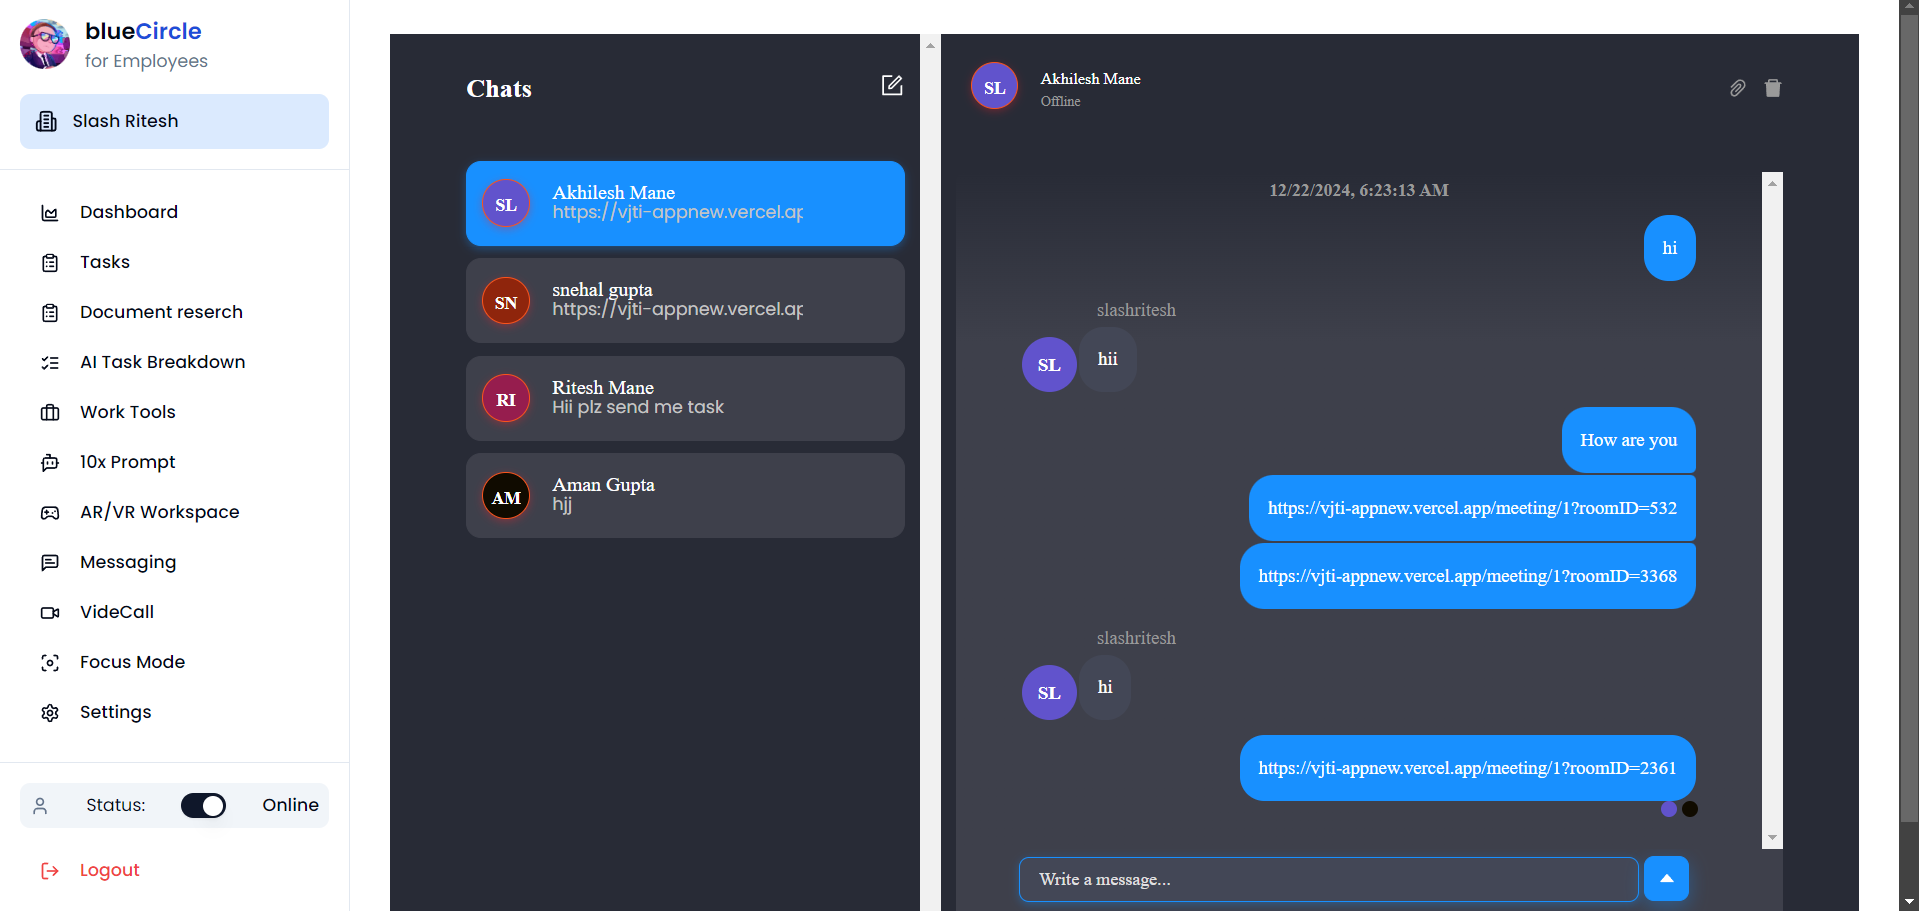 blueCircle
for Employees
Slash Ritesh
Dashboard
Tasks
Document reserch
AI Task Breakdown
Work Tools
10x Prompt
AR/VR Workspace
Messaging
VideCall
Focus Mode
Settings
Status:
Online
Logout
Chats
SL
Akhilesh Mane
https://vjti-appnew.vercel.ap
SN
snehal gupta
https://vjti-appnew.vercel.ap
RI
Ritesh Mane
Hii plz send me task
AM
Aman Gupta
hjj
SL
Akhilesh Mane
Offline
12/22/2024, 6:23:13 AM
hi
slashritesh
SL
hii
How are you
https://vjti-appnew.vercel.app/meeting/1?roomID=532
https://vjti-appnew.vercel.app/meeting/1?roomID=3368
slashritesh
SL
hi
https://vjti-appnew.vercel.app/meeting/1?roomID=2361
Write a message...